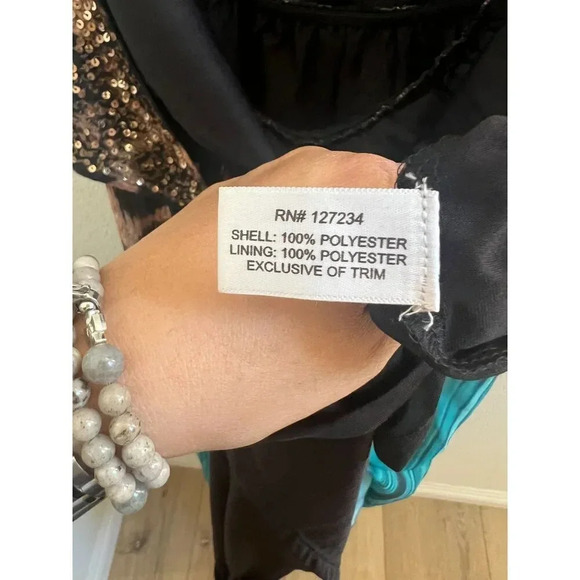 RN# 127234
SHELL: 100% POLYESTER
LINING: 100% POLYESTER
EXCLUSIVE OF TRIM